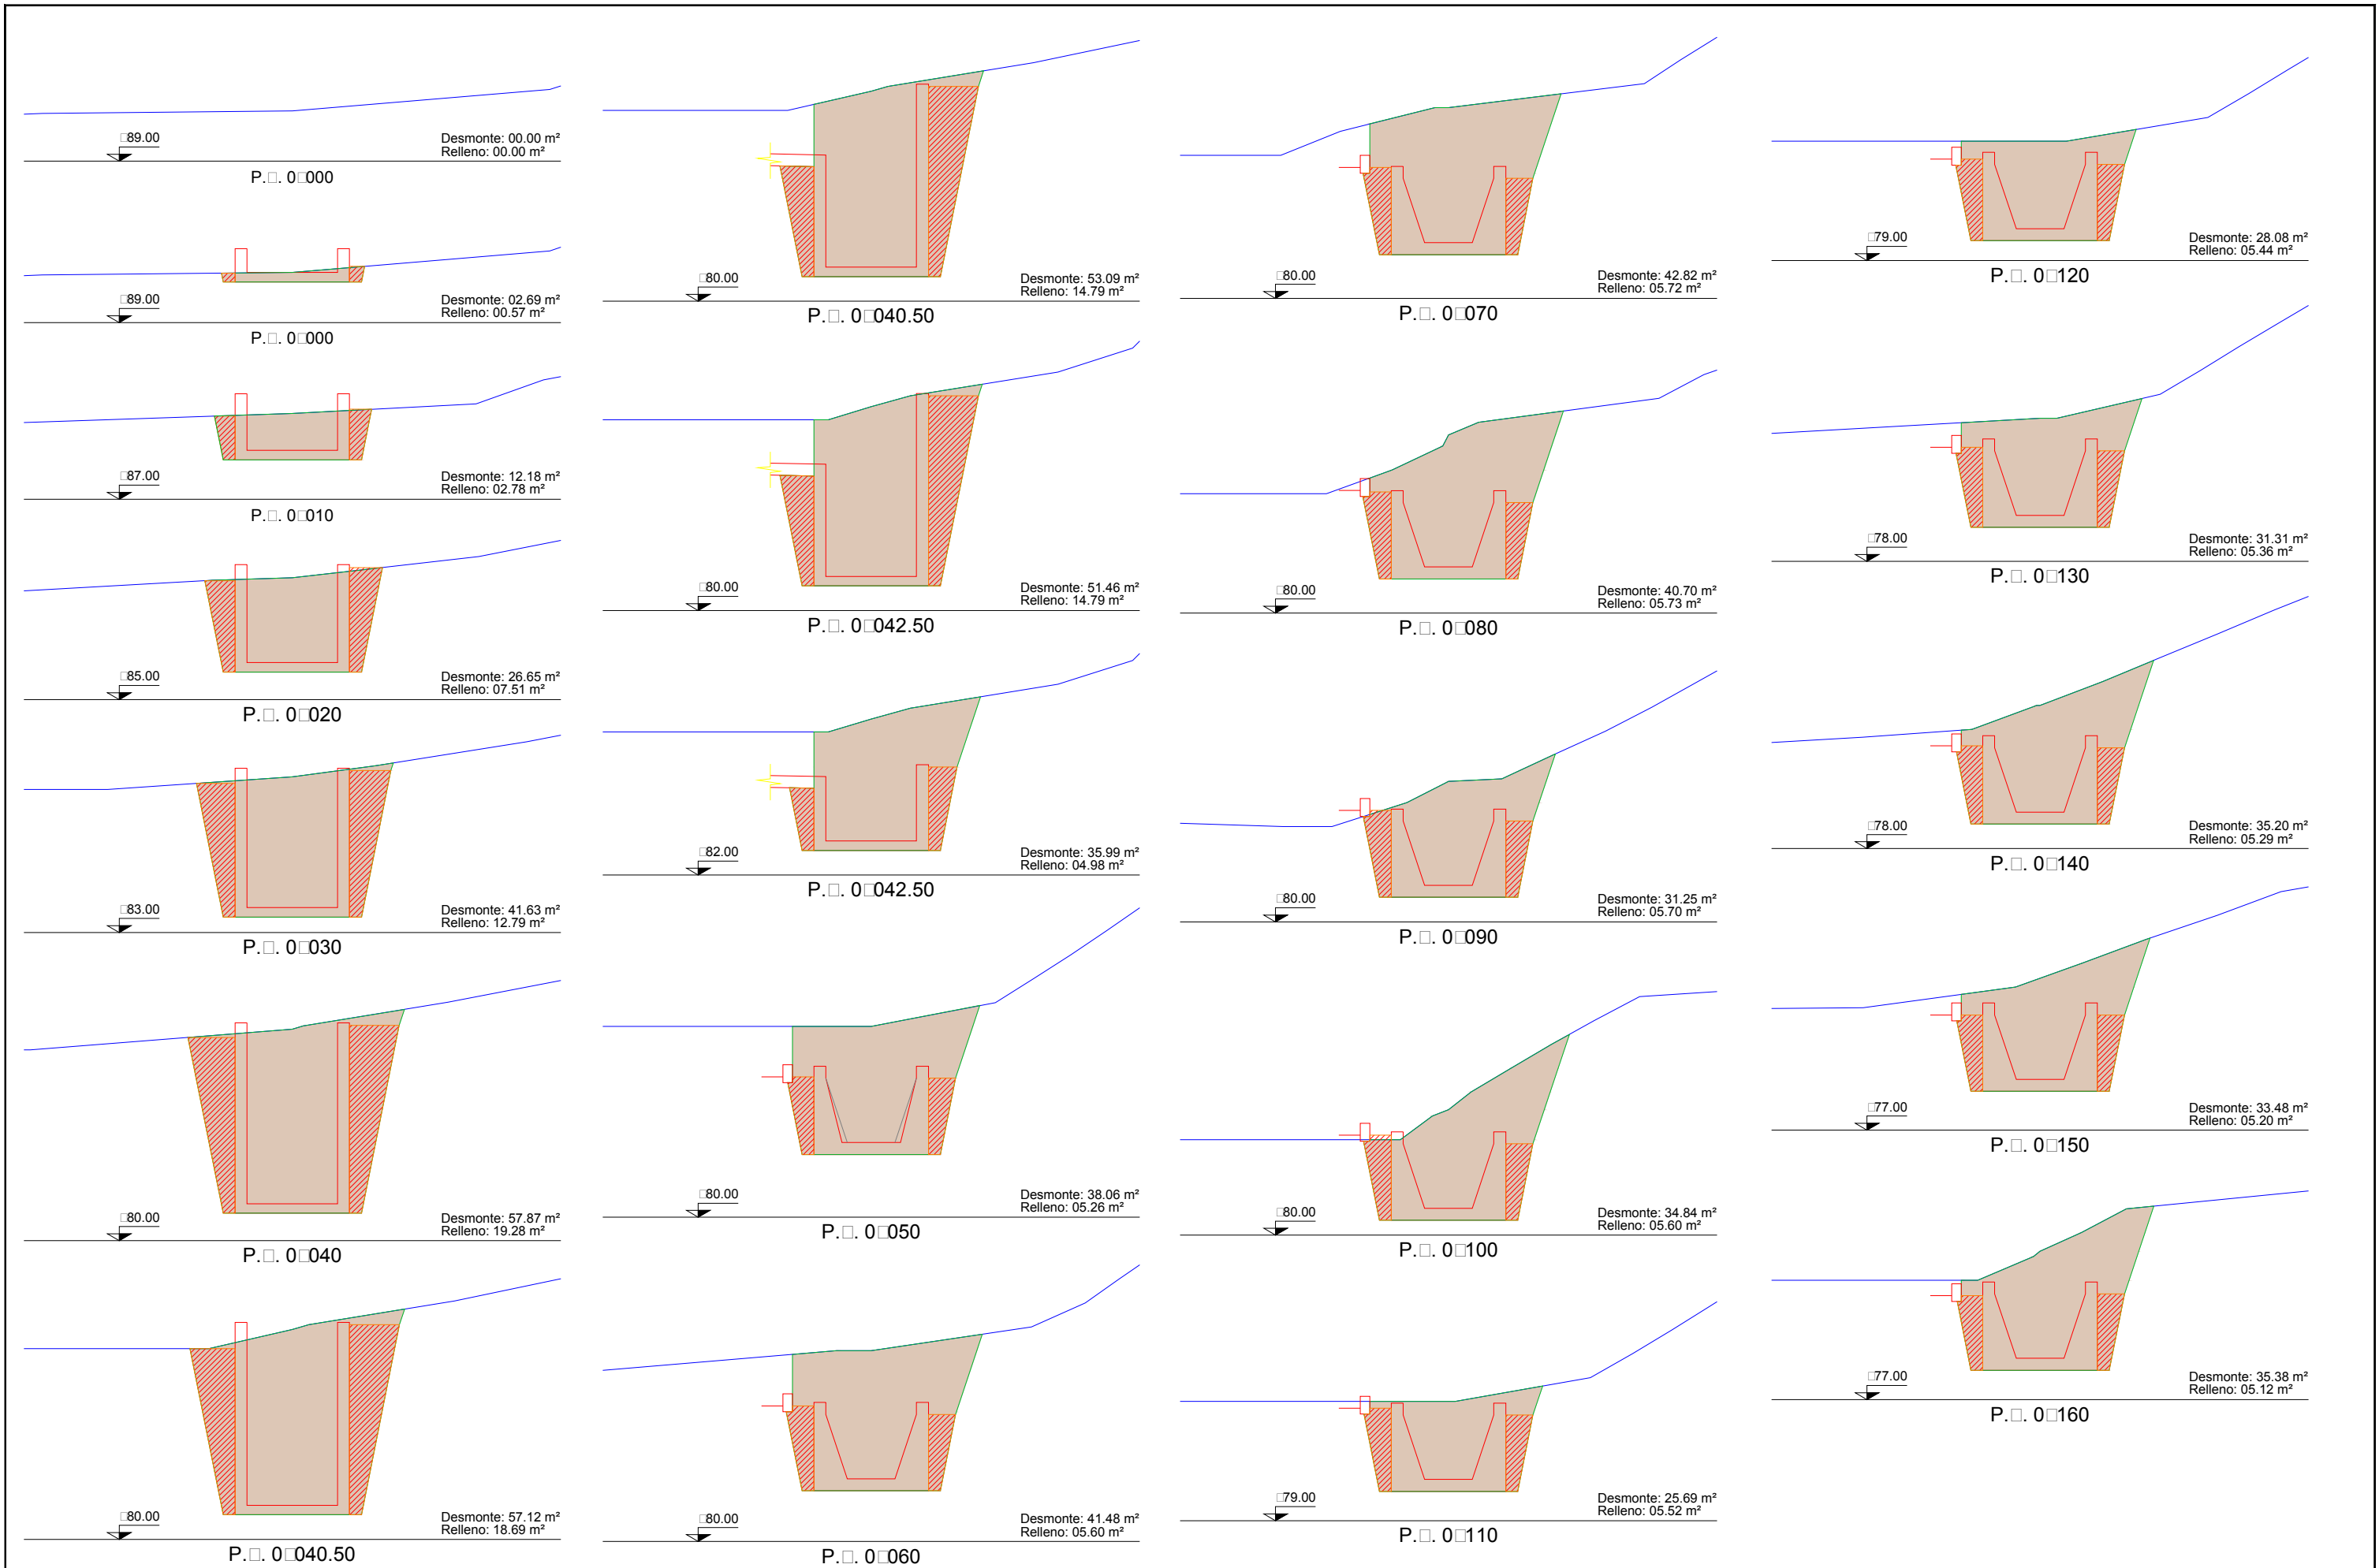 □89.00
Desmonte: 00.00 m²
Relleno: 00.00 m²
P.□. 0□000
□89.00
Desmonte: 02.69 m²
Relleno: 00.57 m²
P.□. 0□000
□87.00
Desmonte: 12.18 m²
Relleno: 02.78 m²
P.□. 0□010
□85.00
Desmonte: 26.65 m²
Relleno: 07.51 m²
P.□. 0□020
□83.00
Desmonte: 41.63 m²
Relleno: 12.79 m²
P.□. 0□030
□80.00
Desmonte: 57.87 m²
Relleno: 19.28 m²
P.□. 0□040
□80.00
Desmonte: 57.12 m²
Relleno: 18.69 m²
P.□. 0□040.50
□80.00
Desmonte: 53.09 m²
Relleno: 14.79 m²
P.□. 0□040.50
□80.00
Desmonte: 51.46 m²
Relleno: 14.79 m²
P.□. 0□042.50
□82.00
Desmonte: 35.99 m²
Relleno: 04.98 m²
P.□. 0□042.50
□80.00
Desmonte: 38.06 m²
Relleno: 05.26 m²
P.□. 0□050
□80.00
Desmonte: 41.48 m²
Relleno: 05.60 m²
P.□. 0□060
□80.00
Desmonte: 42.82 m²
Relleno: 05.72 m²
P.□. 0□070
□80.00
Desmonte: 40.70 m²
Relleno: 05.73 m²
P.□. 0□080
□80.00
Desmonte: 31.25 m²
Relleno: 05.70 m²
P.□. 0□090
□80.00
Desmonte: 34.84 m²
Relleno: 05.60 m²
P.□. 0□100
□79.00
Desmonte: 25.69 m²
Relleno: 05.52 m²
P.□. 0□110
□79.00
Desmonte: 28.08 m²
Relleno: 05.44 m²
P.□. 0□120
□78.00
Desmonte: 31.31 m²
Relleno: 05.36 m²
P.□. 0□130
□78.00
Desmonte: 35.20 m²
Relleno: 05.29 m²
P.□. 0□140
□77.00
Desmonte: 33.48 m²
Relleno: 05.20 m²
P.□. 0□150
□77.00
Desmonte: 35.38 m²
Relleno: 05.12 m²
P.□. 0□160